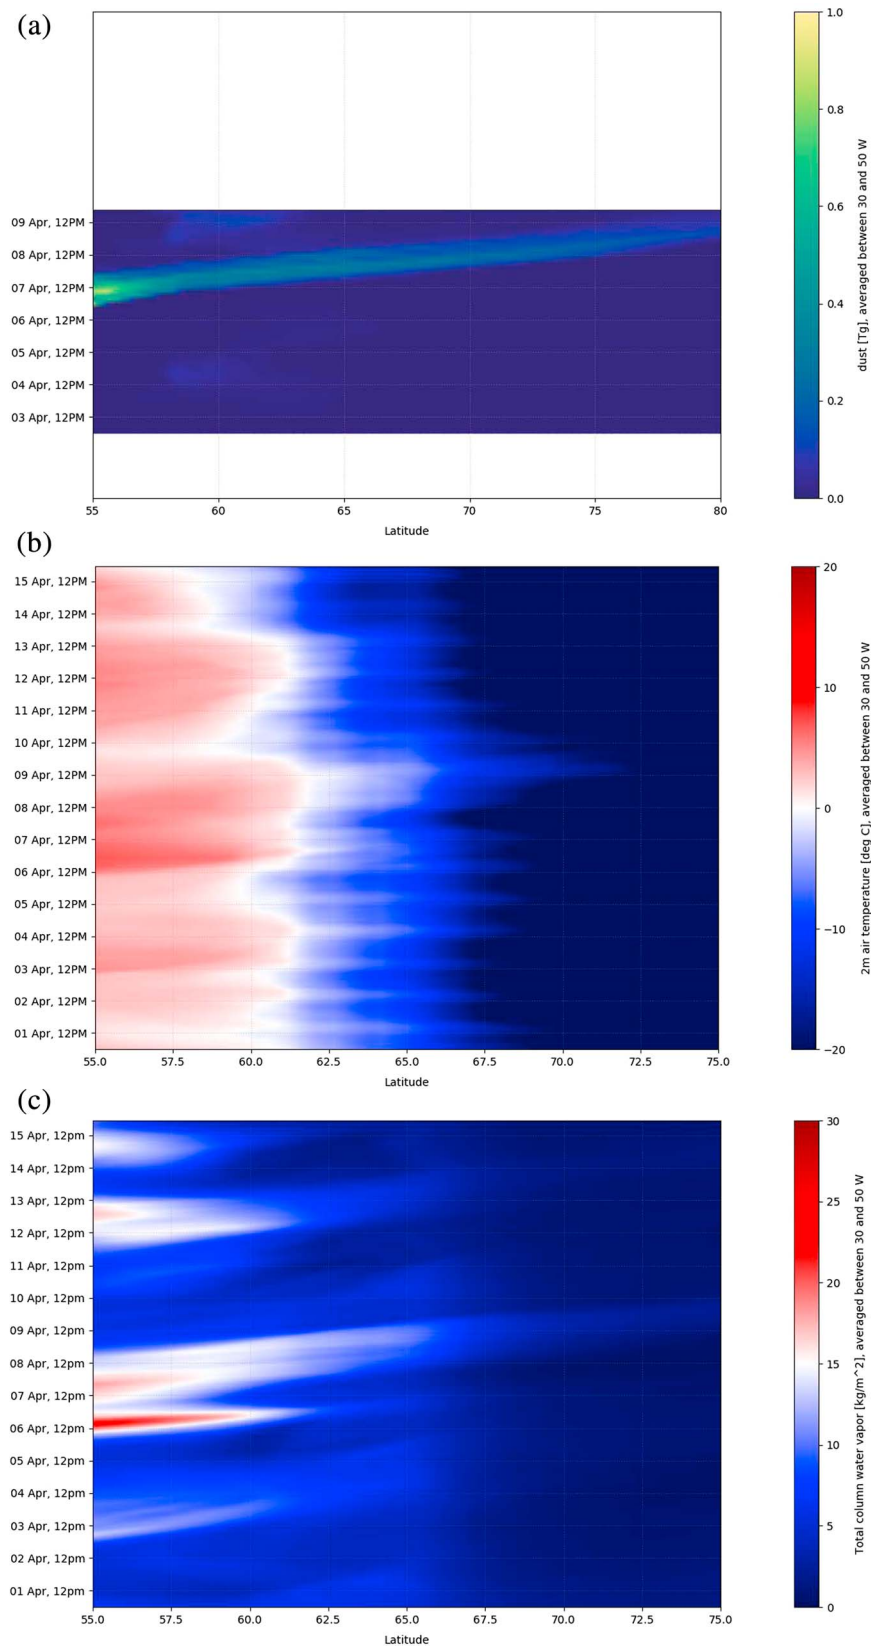 (a)
09 Apr, 12PM
08 Apr, 12PM
07 Apr, 12PM
06 Apr, 12PM
05 Apr, 12PM
04 Apr, 12PM
03 Apr, 12PM
55 60 65 70 75 80
Latitude
1.0
0.8
0.6
0.4
0.2
0.0
dust [Tg], averaged between 30 and 50 W
(b)
15 Apr, 12PM
14 Apr, 12PM
13 Apr, 12PM
12 Apr, 12PM
11 Apr, 12PM
10 Apr, 12PM
09 Apr, 12PM
08 Apr, 12PM
07 Apr, 12PM
06 Apr, 12PM
05 Apr, 12PM
04 Apr, 12PM
03 Apr, 12PM
02 Apr, 12PM
01 Apr, 12PM
55.0 57.5 60.0 62.5 65.0 67.5 70.0 72.5 75.0
Latitude
20
10
0
−10
−20
2m air temperature [deg C], averaged between 30 and 50 W
(c)
15 Apr, 12pm
14 Apr, 12pm
13 Apr, 12pm
12 Apr, 12pm
11 Apr, 12pm
10 Apr, 12pm
09 Apr, 12pm
08 Apr, 12pm
07 Apr, 12pm
06 Apr, 12pm
05 Apr, 12pm
04 Apr, 12pm
03 Apr, 12pm
02 Apr, 12pm
01 Apr, 12pm
55.0 57.5 60.0 62.5 65.0 67.5 70.0 72.5 75.0
Latitude
30
25
20
15
10
5
0
Total column water vapor [kg/m^2], averaged between 30 and 50 W